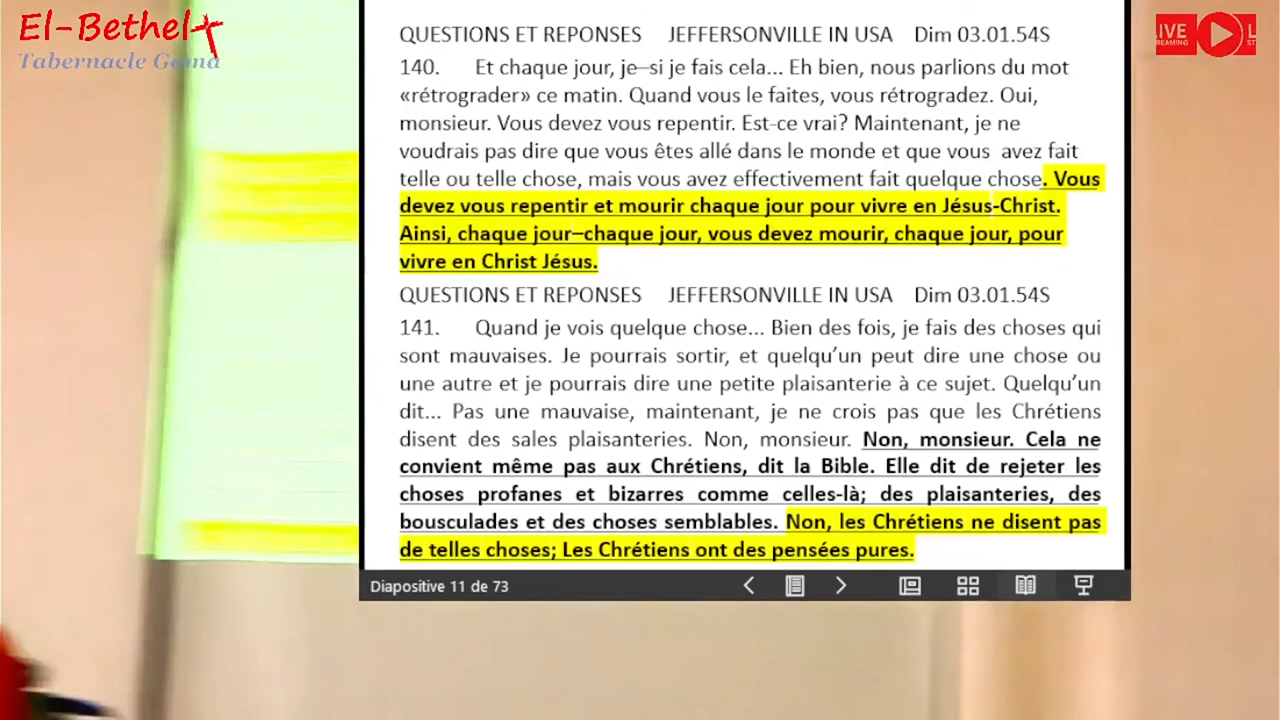 El-Bethel
Tabernacle Goma
LIVE
STREAMING
QUESTIONS ET REPONSES JEFFERSONVILLE IN USA Dim 03.01.54S
140. Et chaque jour, je–si je fais cela... Eh bien, nous parlions du mot
«rétrograder» ce matin. Quand vous le faites, vous rétrogradez. Oui,
monsieur. Vous devez vous repentir. Est-ce vrai? Maintenant, je ne
voudrais pas dire que vous êtes allé dans le monde et que vous avez fait
telle ou telle chose, mais vous avez effectivement fait quelque chose. Vous
devez vous repentir et mourir chaque jour pour vivre en Jésus-Christ.
Ainsi, chaque jour–chaque jour, vous devez mourir, chaque jour, pour
vivre en Christ Jésus.
QUESTIONS ET REPONSES JEFFERSONVILLE IN USA Dim 03.01.54S
141. Quand je vois quelque chose... Bien des fois, je fais des choses qui
sont mauvaises. Je pourrais sortir, et quelqu’un peut dire une chose ou
une autre et je pourrais dire une petite plaisanterie à ce sujet. Quelqu’un
dit... Pas une mauvaise, maintenant, je ne crois pas que les Chrétiens
disent des sales plaisanteries. Non, monsieur. Non, monsieur. Cela ne
convient même pas aux Chrétiens, dit la Bible. Elle dit de rejeter les
choses profanes et bizarres comme celles-là; des plaisanteries, des
bousculades et des choses semblables. Non, les Chrétiens ne disent pas
de telles choses; Les Chrétiens ont des pensées pures.
Diapositive 11 de 73